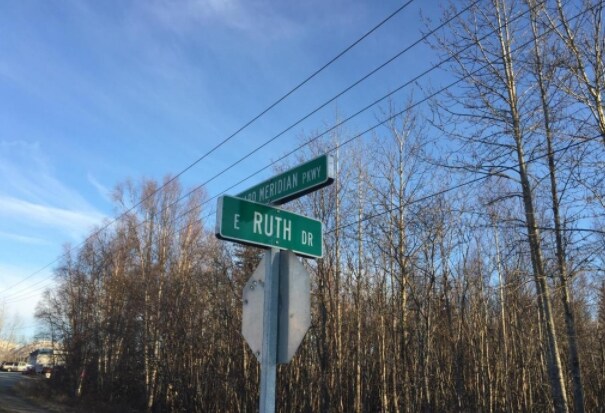 MERIDIAN PKWY
E RUTH DR